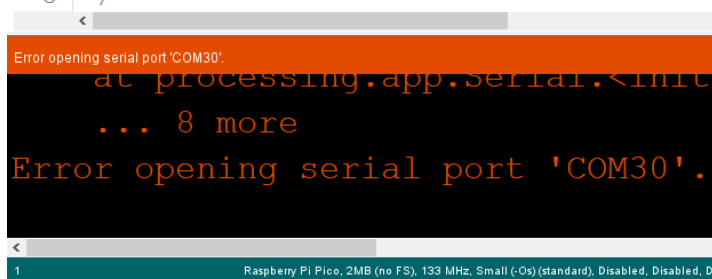 Error opening serial port 'COM30'.
at processing.app.Serial.<init
... 8 more
Error opening serial port 'COM30'.
1
Raspberry Pi Pico, 2MB (no FS), 133 MHz, Small (-Os) (standard), Disabled, Disabled, D